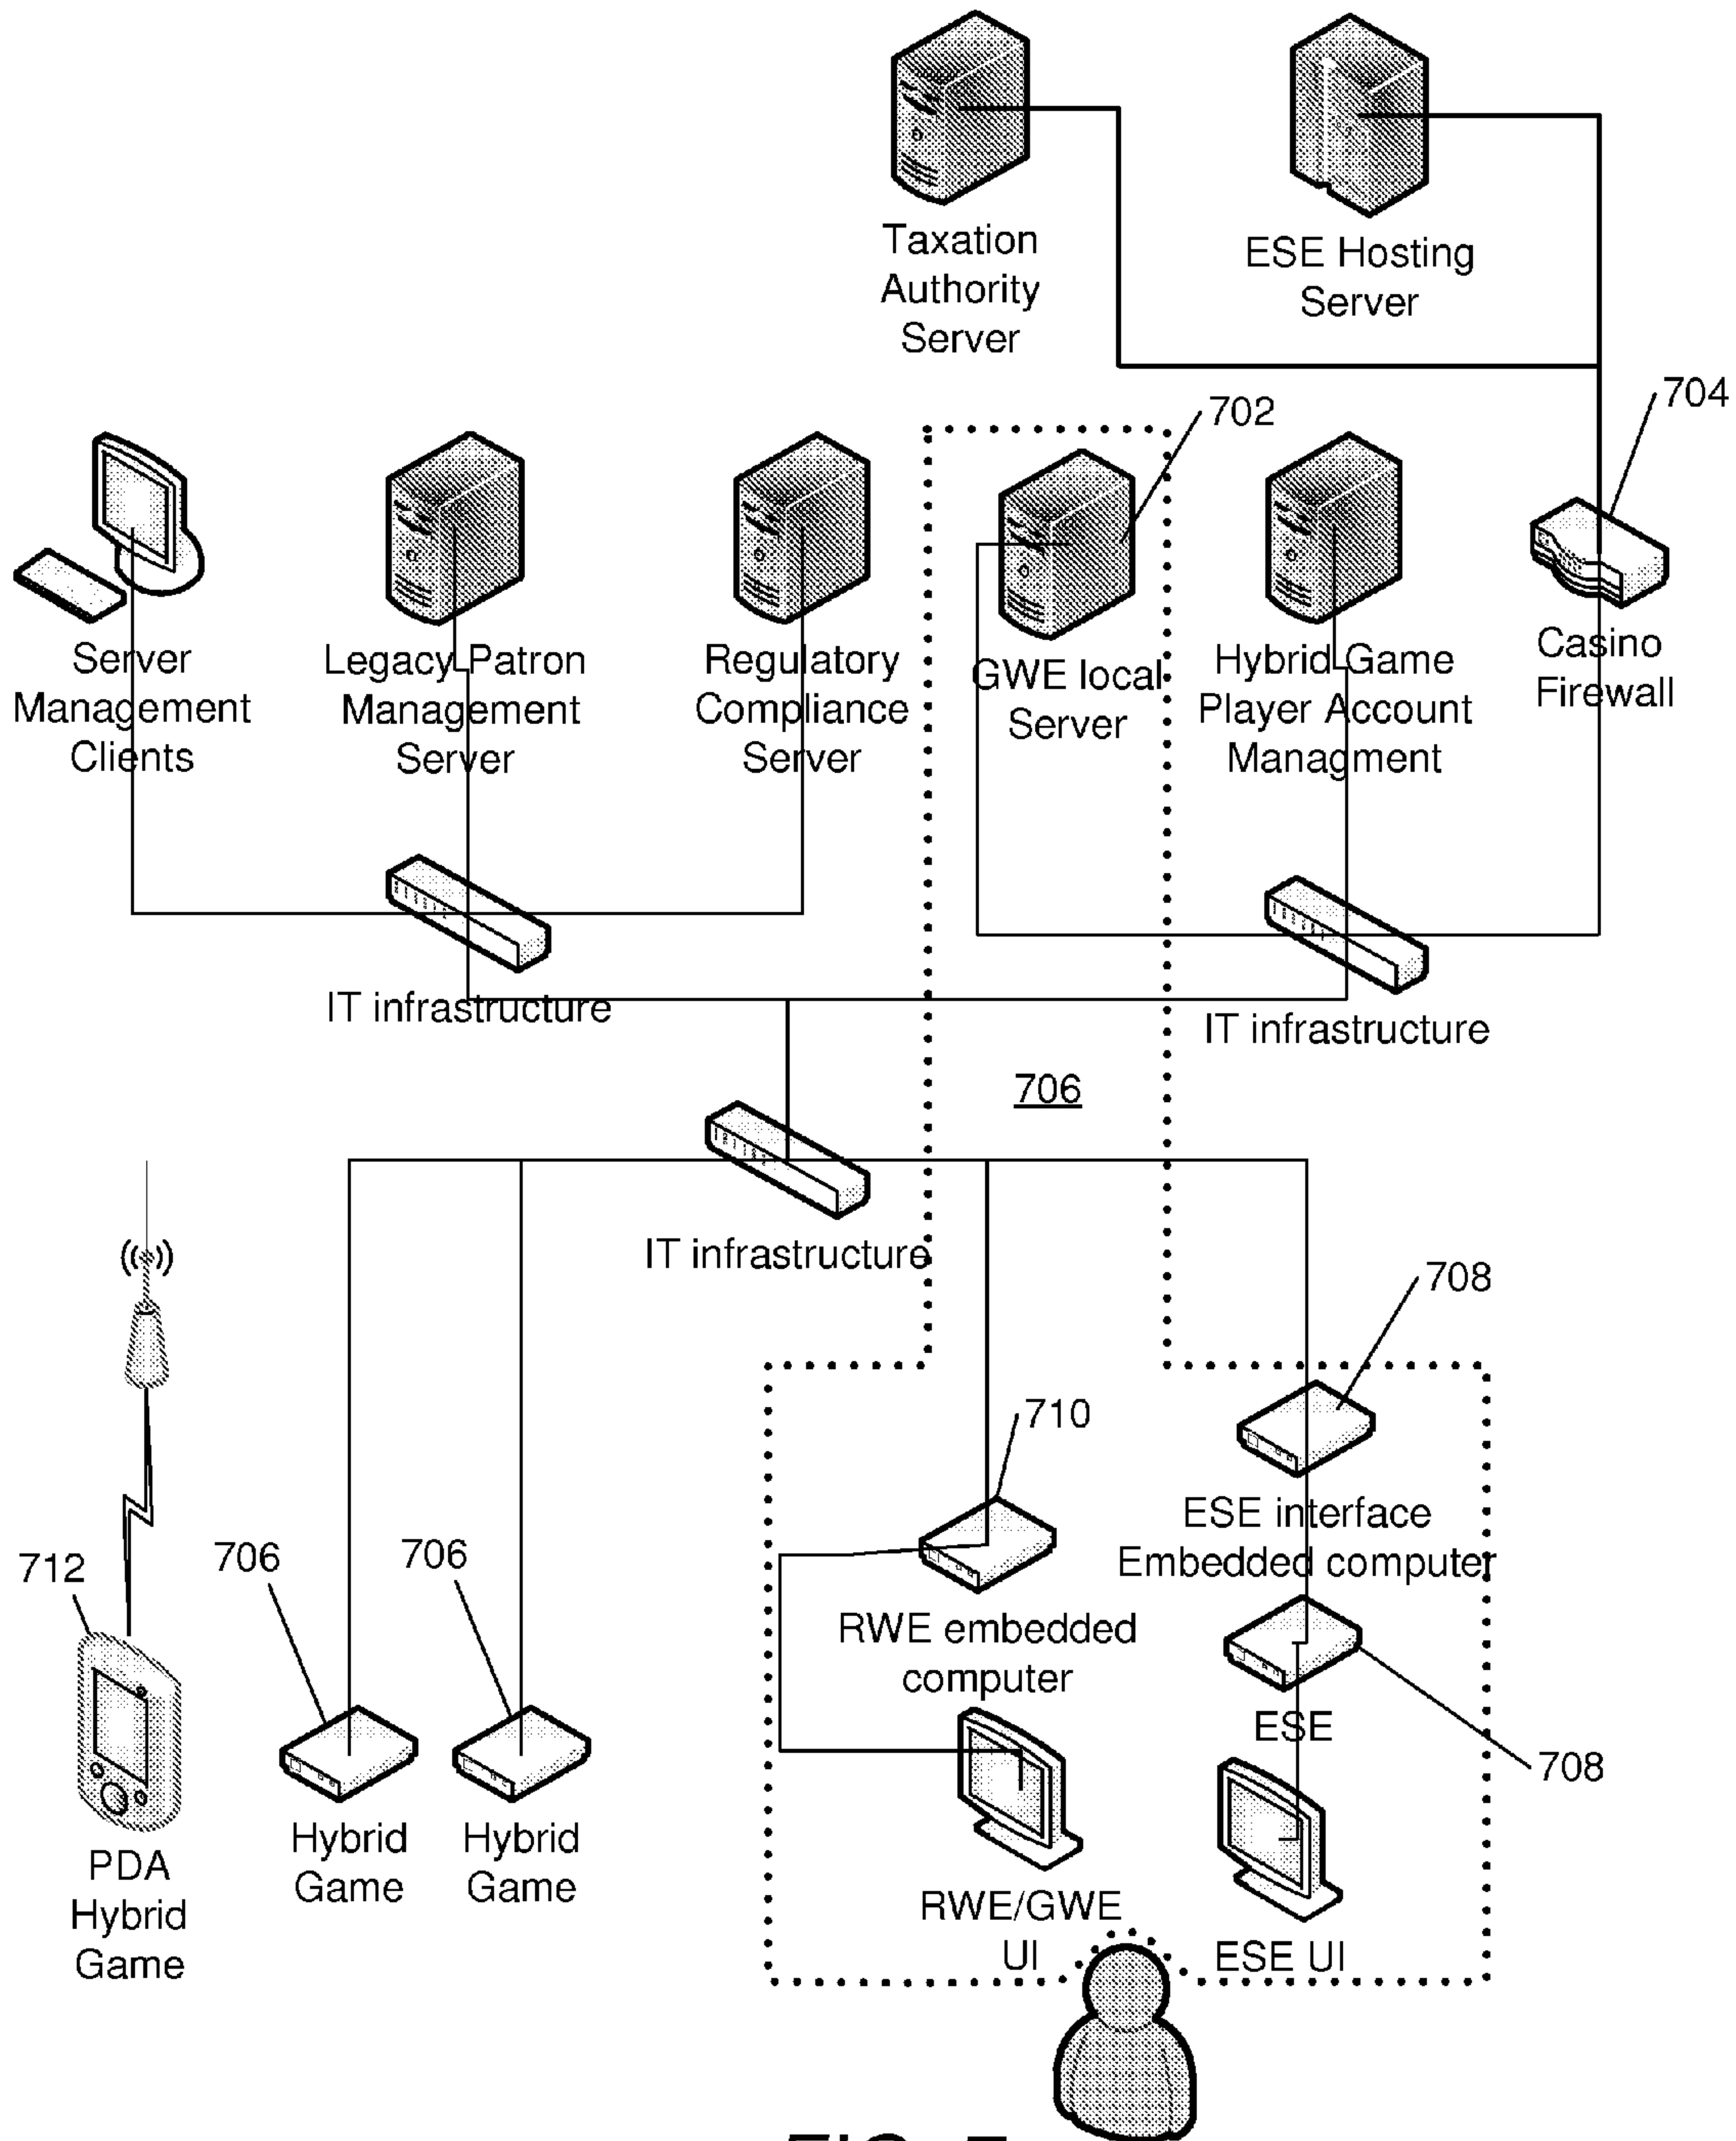 Taxation
Authority
Server
ESE Hosting
Server
704
702
Server
Management
Clients
Legacy Patron
Management
Server
Regulatory
Compliance
Server
GWE local
Server
Hybrid Game
Player Account
Managment
Casino
Firewall
IT infrastructure
IT infrastructure
706
IT infrastructure
708
710
ESE interface
Embedded computer
712
706
706
RWE embedded
computer
ESE
708
PDA
Hybrid
Game
Hybrid
Game
Hybrid
Game
RWE/GWE
UI
ESE UI